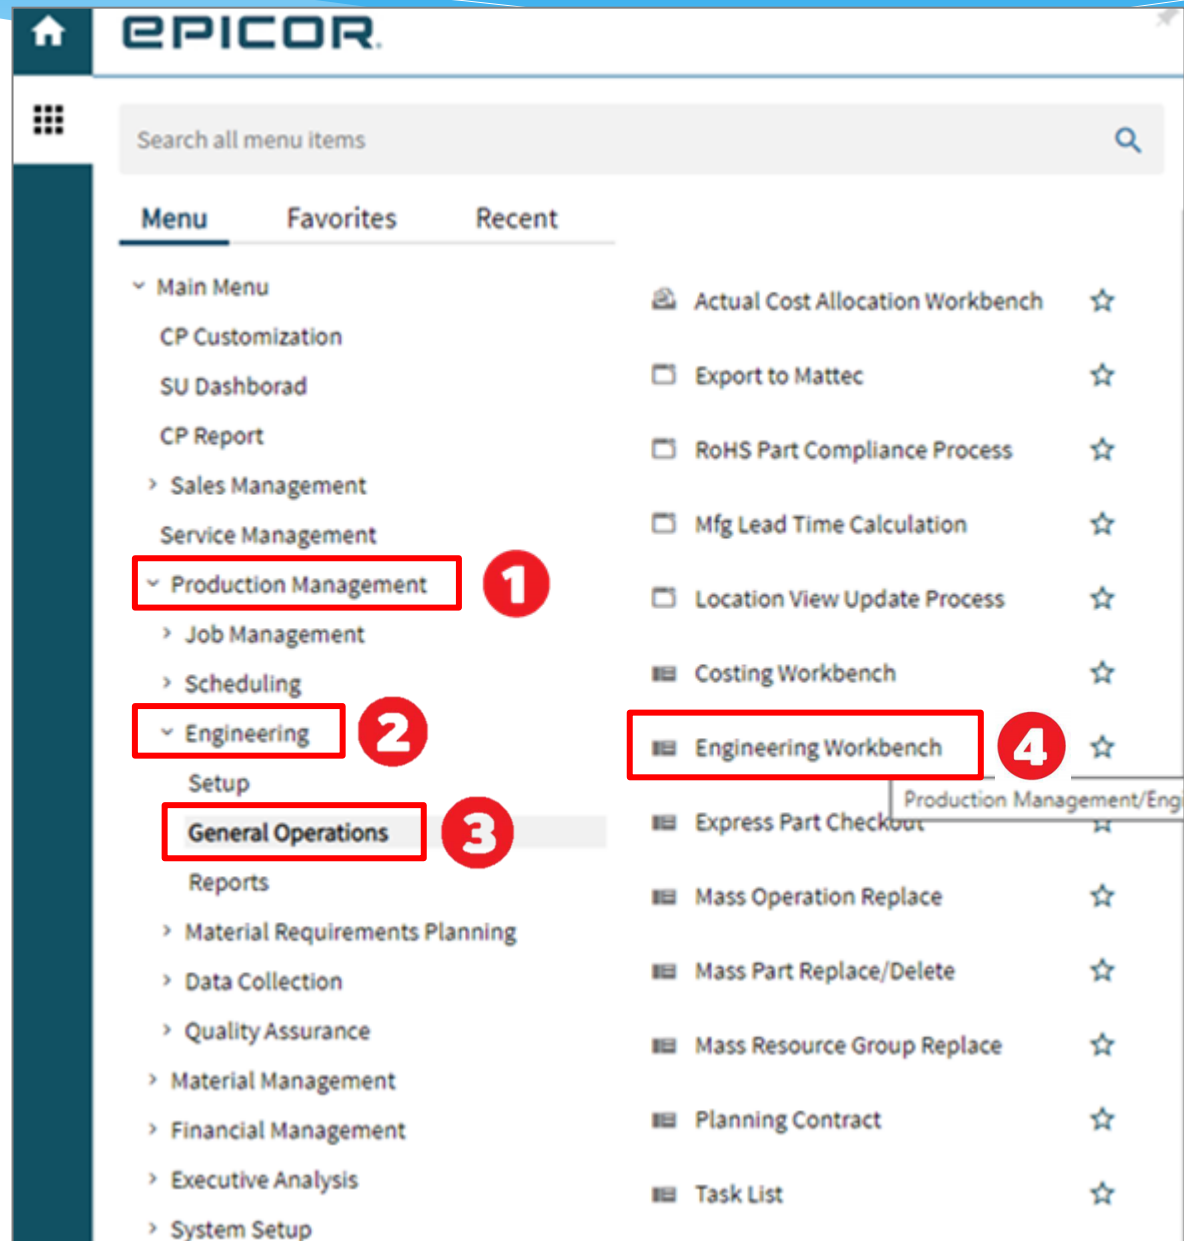 EPICOR.
Search all menu items
Menu Favorites Recent
Main Menu
CP Customization
SU Dashborad
CP Report
Sales Management
Service Management
Production Management 1
Job Management
Scheduling
Engineering 2
Setup
General Operations 3
Reports
Material Requirements Planning
Data Collection
Quality Assurance
Material Management
Financial Management
Executive Analysis
System Setup
Actual Cost Allocation Workbench
Export to Mattec
RoHS Part Compliance Process
Mfg Lead Time Calculation
Location View Update Process
Costing Workbench
Engineering Workbench 4
Production Management/Engi
Express Part Checkout
Mass Operation Replace
Mass Part Replace/Delete
Mass Resource Group Replace
Planning Contract
Task List